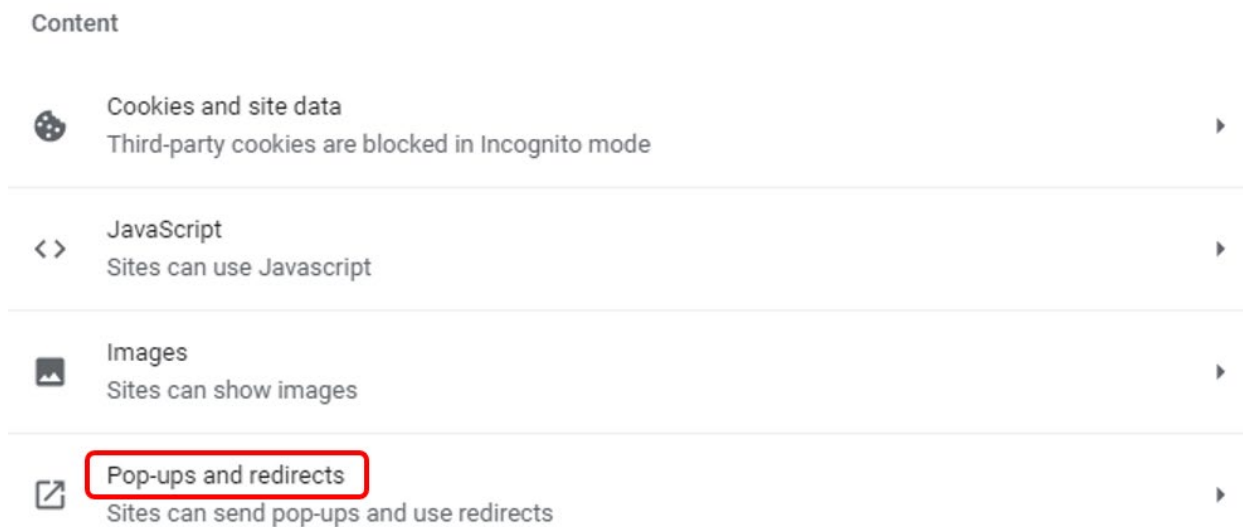 Content
Cookies and site data
Third-party cookies are blocked in Incognito mode
JavaScript
Sites can use Javascript
Images
Sites can show images
Pop-ups and redirects
Sites can send pop-ups and use redirects